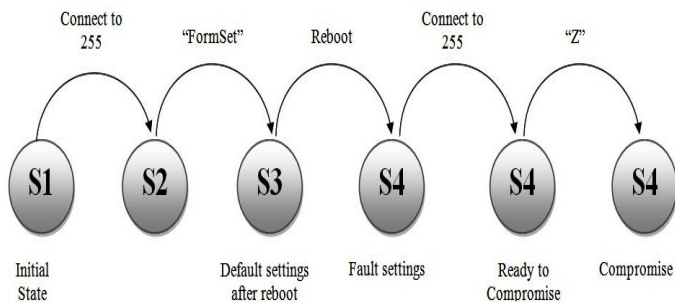 Connect to
255
“FormSet”
Reboot
Connect to
255
“Z”
S1
S2
S3
S4
S4
S4
Initial
State
Default settings
after reboot
Fault settings
Ready to
Compromise
Compromise